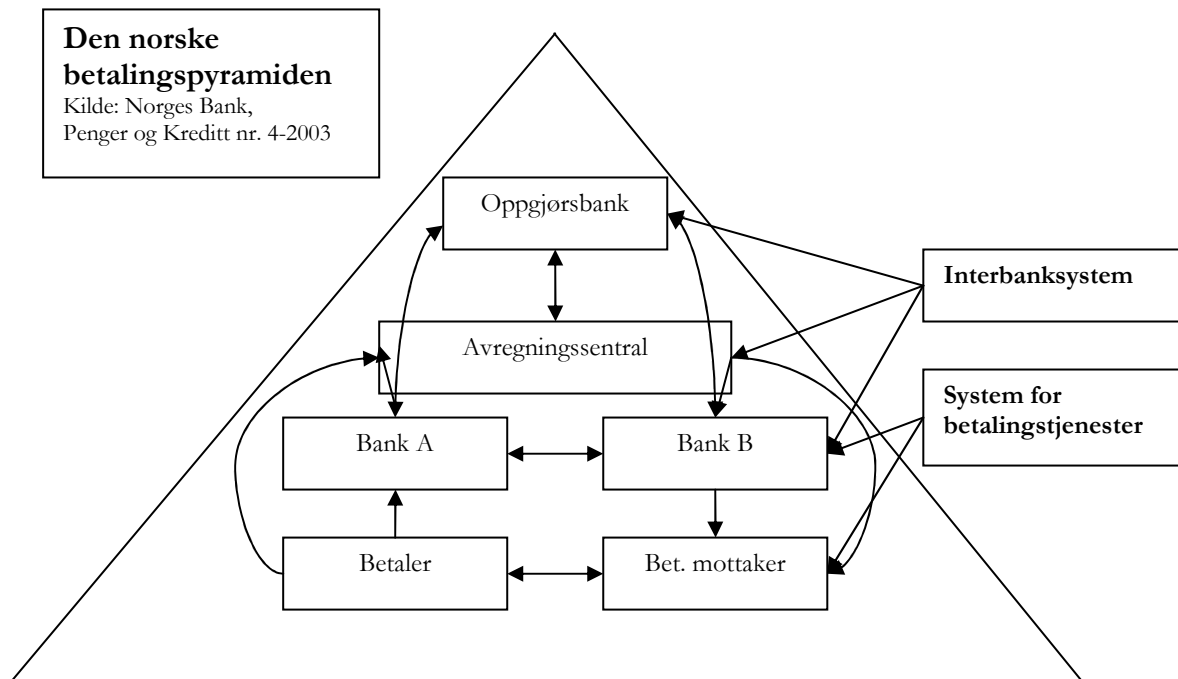 Den norske
betalingspyramiden
Kilde: Norges Bank,
Penger og Kreditt nr. 4-2003
Oppgjørsbank
Interbanksystem
Avregningssentral
System for
betalingstjenester
Bank A
Bank B
Betaler
Bet. mottaker